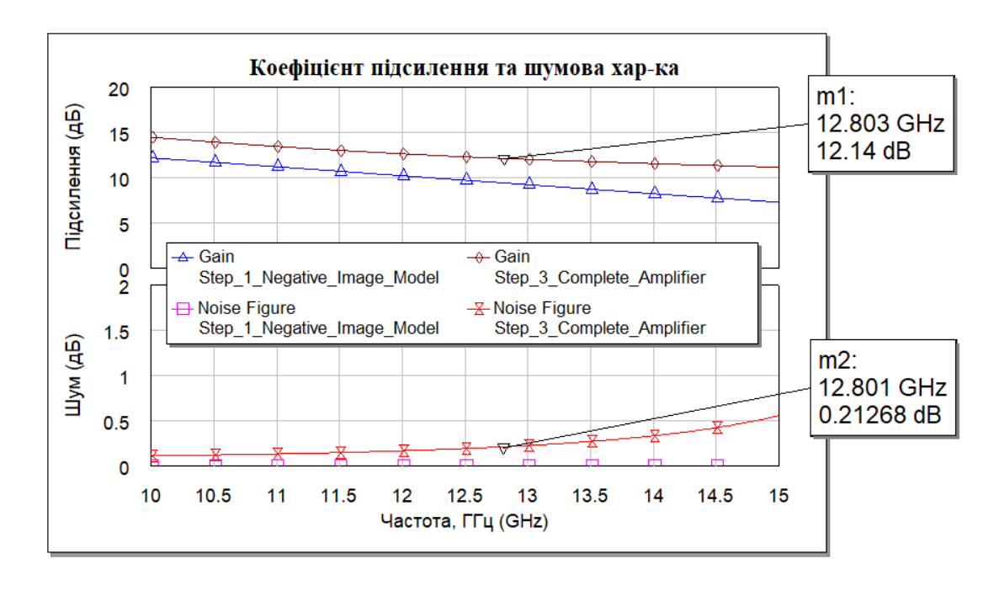 Коефіцієнт підсилення та шумова хар-ка
Підсилення (дБ)
20
15
10
5
0
m1:
12.803 GHz
12.14 dB
Gain
Step_1_Negative_Image_Model
Gain
Step_3_Complete_Amplifier
Noise Figure
Step_1_Negative_Image_Model
Noise Figure
Step_3_Complete_Amplifier
Шум (дБ)
2
1.5
1
0.5
0
m2:
12.801 GHz
0.21268 dB
10 10.5 11 11.5 12 12.5 13 13.5 14 14.5 15
Частота, ГГц (GHz)